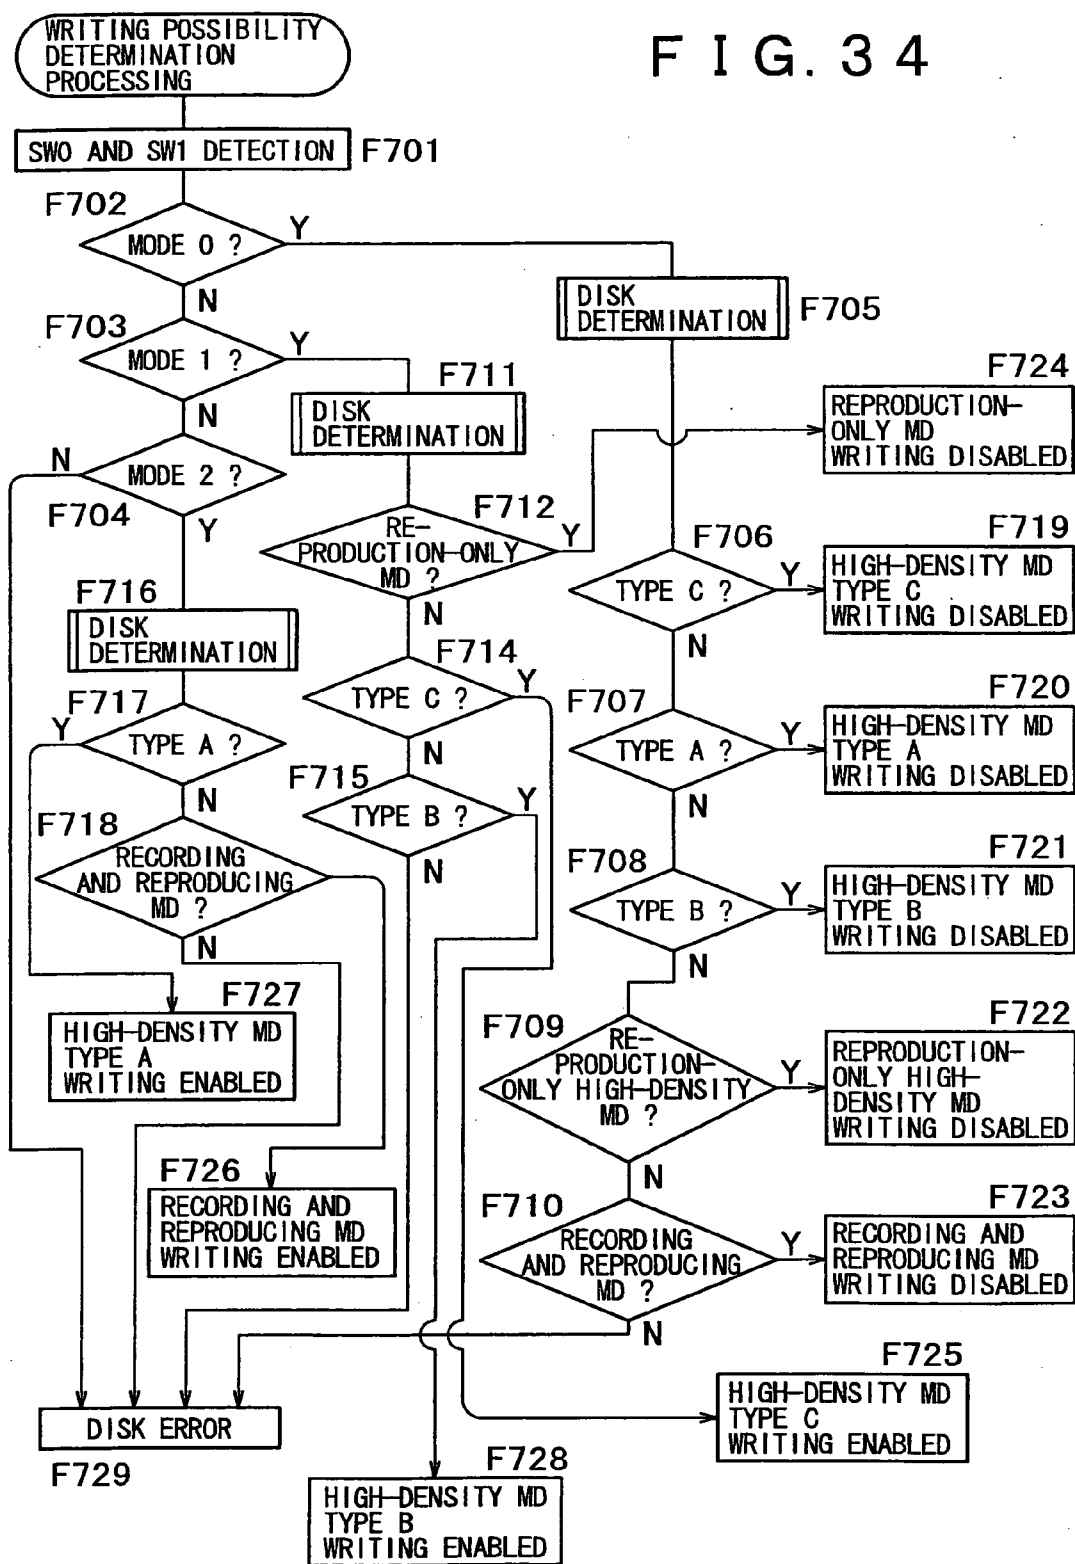 FIG. 34
WRITING POSSIBILITY
DETERMINATION
PROCESSING
SW0 AND SW1 DETECTION
F701
F702
MODE 0 ?
Y
N
F703
MODE 1 ?
Y
N
N
MODE 2 ?
F704
Y
DISK
DETERMINATION
F705
F711
DISK
DETERMINATION
F712
RE-
PRODUCTION-ONLY
MD ?
Y
N
F724
REPRODUCTION-
ONLY MD
WRITING DISABLED
F706
TYPE C ?
Y
N
F719
HIGH-DENSITY MD
TYPE C
WRITING DISABLED
F716
DISK
DETERMINATION
F714
TYPE C ?
Y
N
F717
Y
TYPE A ?
N
F707
TYPE A ?
Y
N
F720
HIGH-DENSITY MD
TYPE A
WRITING DISABLED
F715
TYPE B ?
Y
N
F718
RECORDING
AND REPRODUCING
MD ?
N
F708
TYPE B ?
Y
N
F721
HIGH-DENSITY MD
TYPE B
WRITING DISABLED
F727
HIGH-DENSITY MD
TYPE A
WRITING ENABLED
F709
RE-
PRODUCTION-
ONLY HIGH-DENSITY
MD ?
Y
N
F722
REPRODUCTION-
ONLY HIGH-
DENSITY MD
WRITING DISABLED
F726
RECORDING AND
REPRODUCING MD
WRITING ENABLED
F710
RECORDING
AND REPRODUCING
MD ?
Y
N
F723
RECORDING AND
REPRODUCING MD
WRITING DISABLED
F725
HIGH-DENSITY MD
TYPE C
WRITING ENABLED
DISK ERROR
F729
F728
HIGH-DENSITY MD
TYPE B
WRITING ENABLED